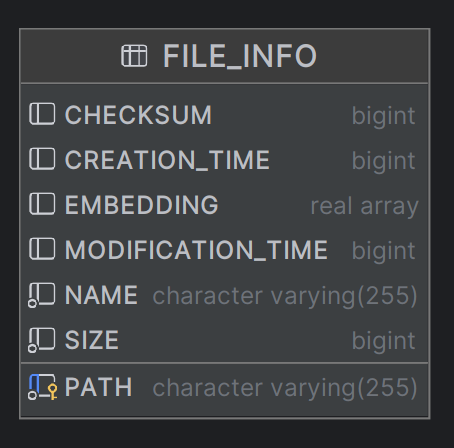 FILE_INFO
CHECKSUM bigint
CREATION_TIME bigint
EMBEDDING real array
MODIFICATION_TIME bigint
NAME character varying(255)
SIZE bigint
PATH character varying(255)